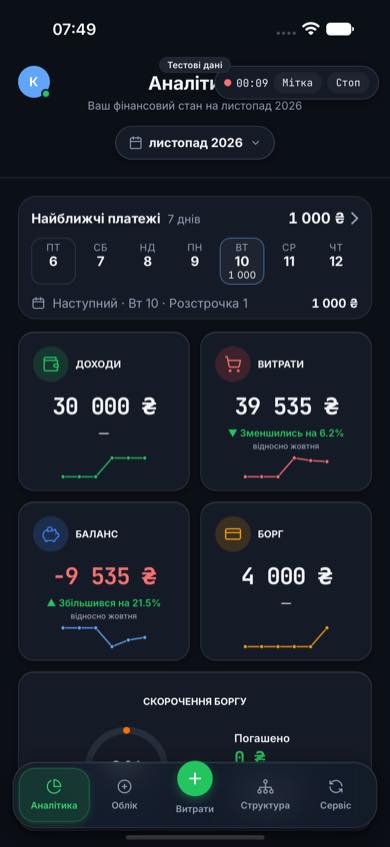 07:49
Тестові дані
К
Аналіти
00:09 Мітка Стоп
Ваш фінансовий стан на листопад 2026
листопад 2026
Найближчі платежі 7 днів 1 000 ₴
ПТ СБ НД ПН ВТ СР ЧТ
6 7 8 9 10 11 12
1 000
Наступний · Вт 10 · Розстрочка 1 1 000 ₴
ДОХОДИ
30 000 ₴
—
ВИТРАТИ
39 535 ₴
▼ Зменшились на 6.2%
відносно жовтня
БАЛАНС
-9 535 ₴
▲ Збільшився на 21.5%
відносно жовтня
БОРГ
4 000 ₴
—
СКОРОЧЕННЯ БОРГУ
Погашено
0 ₴
Аналітика Облік Витрати Структура Сервіс